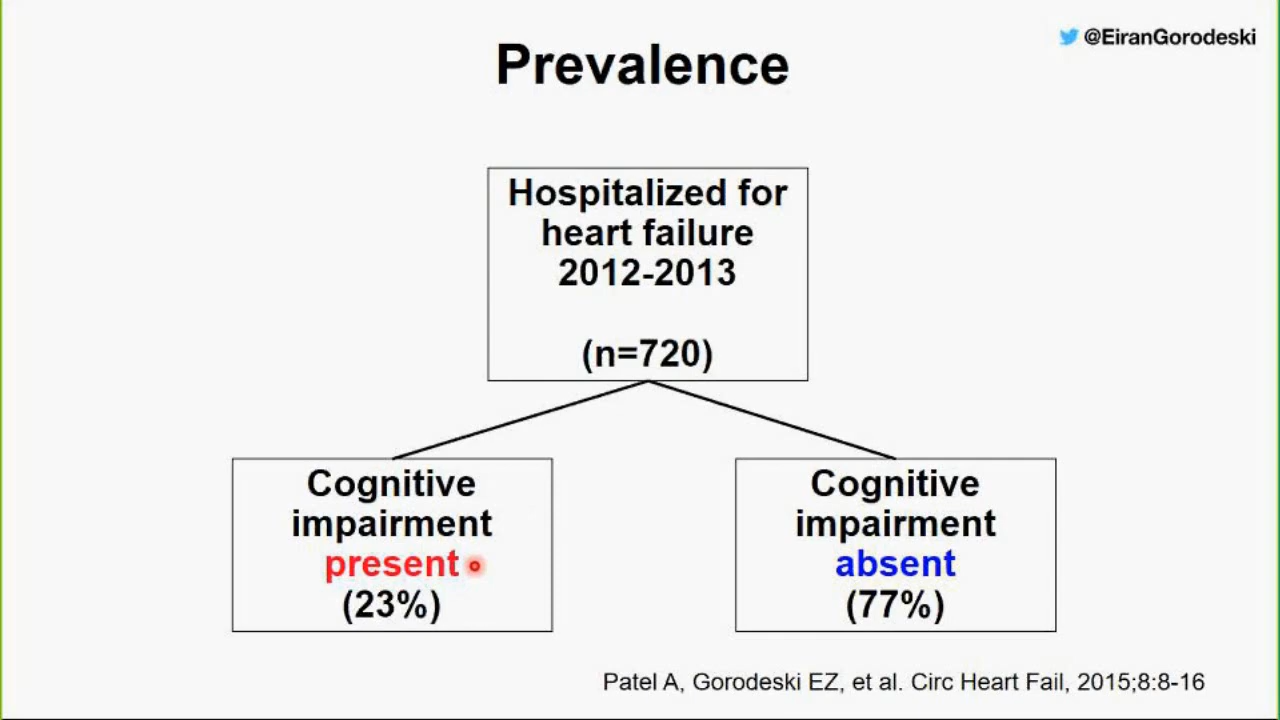 @EiranGorodeski
Prevalence
Hospitalized for
heart failure
2012-2013
(n=720)
Cognitive
impairment
present
(23%)
Cognitive
impairment
absent
(77%)
Patel A, Gorodeski EZ, et al. Circ Heart Fail, 2015;8:8-16